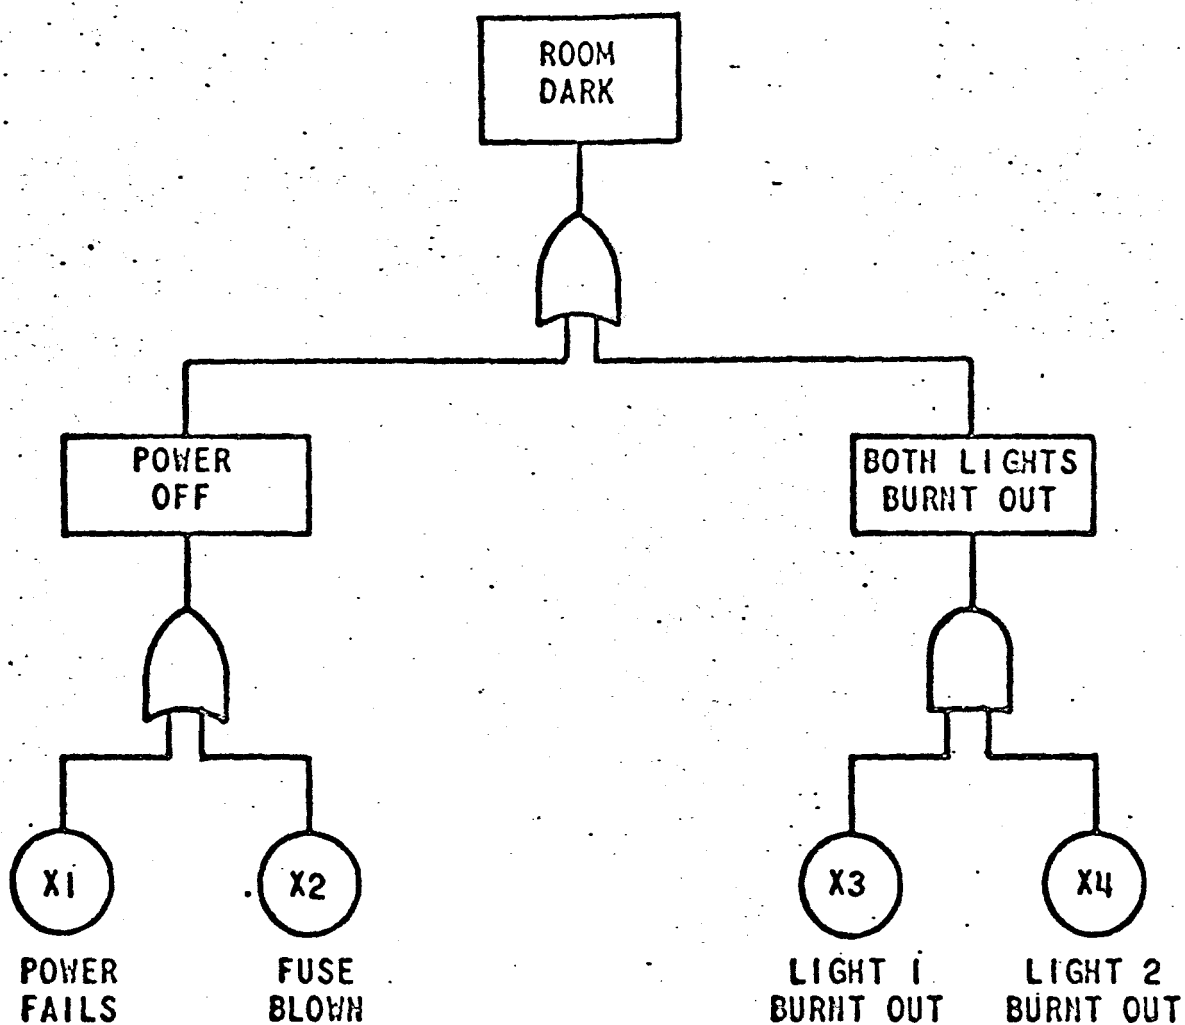 ROOM
DARK
POWER
OFF
BOTH LIGHTS
BURNT OUT
X1
X2
X3
X4
POWER
FAILS
FUSE
BLOWN
LIGHT 1
BURNT OUT
LIGHT 2
BURNT OUT